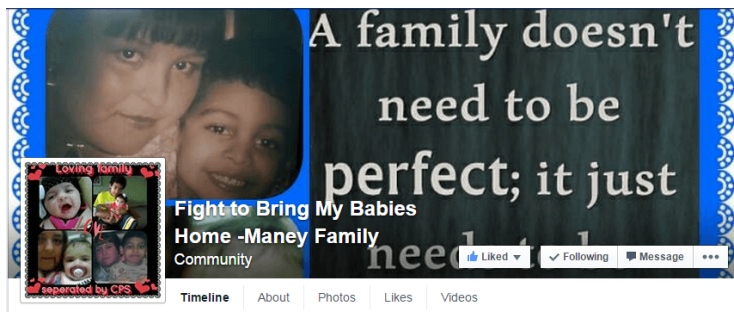 A family doesn't
need to be
perfect; it just
Loving family
seperated by CPS
Fight to Bring My Babies
Home -Maney Family
Community
Liked
Following
Message
Timeline
About
Photos
Likes
Videos